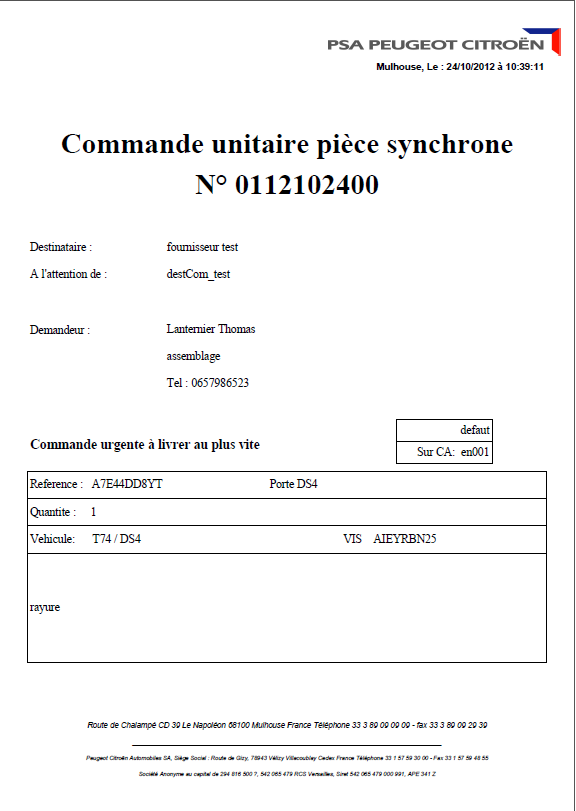 PSA PEUGEOT CITROËN
Mulhouse, Le : 24/10/2012 à 10:39:11
Commande unitaire pièce synchrone
N° 0112102400
Destinataire : fournisseur test
A l'attention de : destCom_test
Demandeur : Lanternier Thomas
assemblage
Tel : 0657986523
defaut
Commande urgente à livrer au plus vite
Sur CA: en001
Reference : A7E44DD8YT Porte DS4
Quantite : 1
Vehicule: T74 / DS4 VIS AIEYRBN25
rayure
Route de Chalampé CD 39 Le Napoléon 68100 Mulhouse France Téléphone 33 3 89 09 09 09 - fax 33 3 89 09 29 39
Peugeot Citroën Automobiles SA, Siège Social : Route de Gizy, 78943 Vélizy Villacoublay Cedex France Téléphone 33 1 57 59 30 00 - Fax 33 1 57 59 48 55
Société Anonyme au capital de 294 816 500 ?, 542 065 479 RCS Versailles, Siret 542 065 479 000 991, APE 341 Z